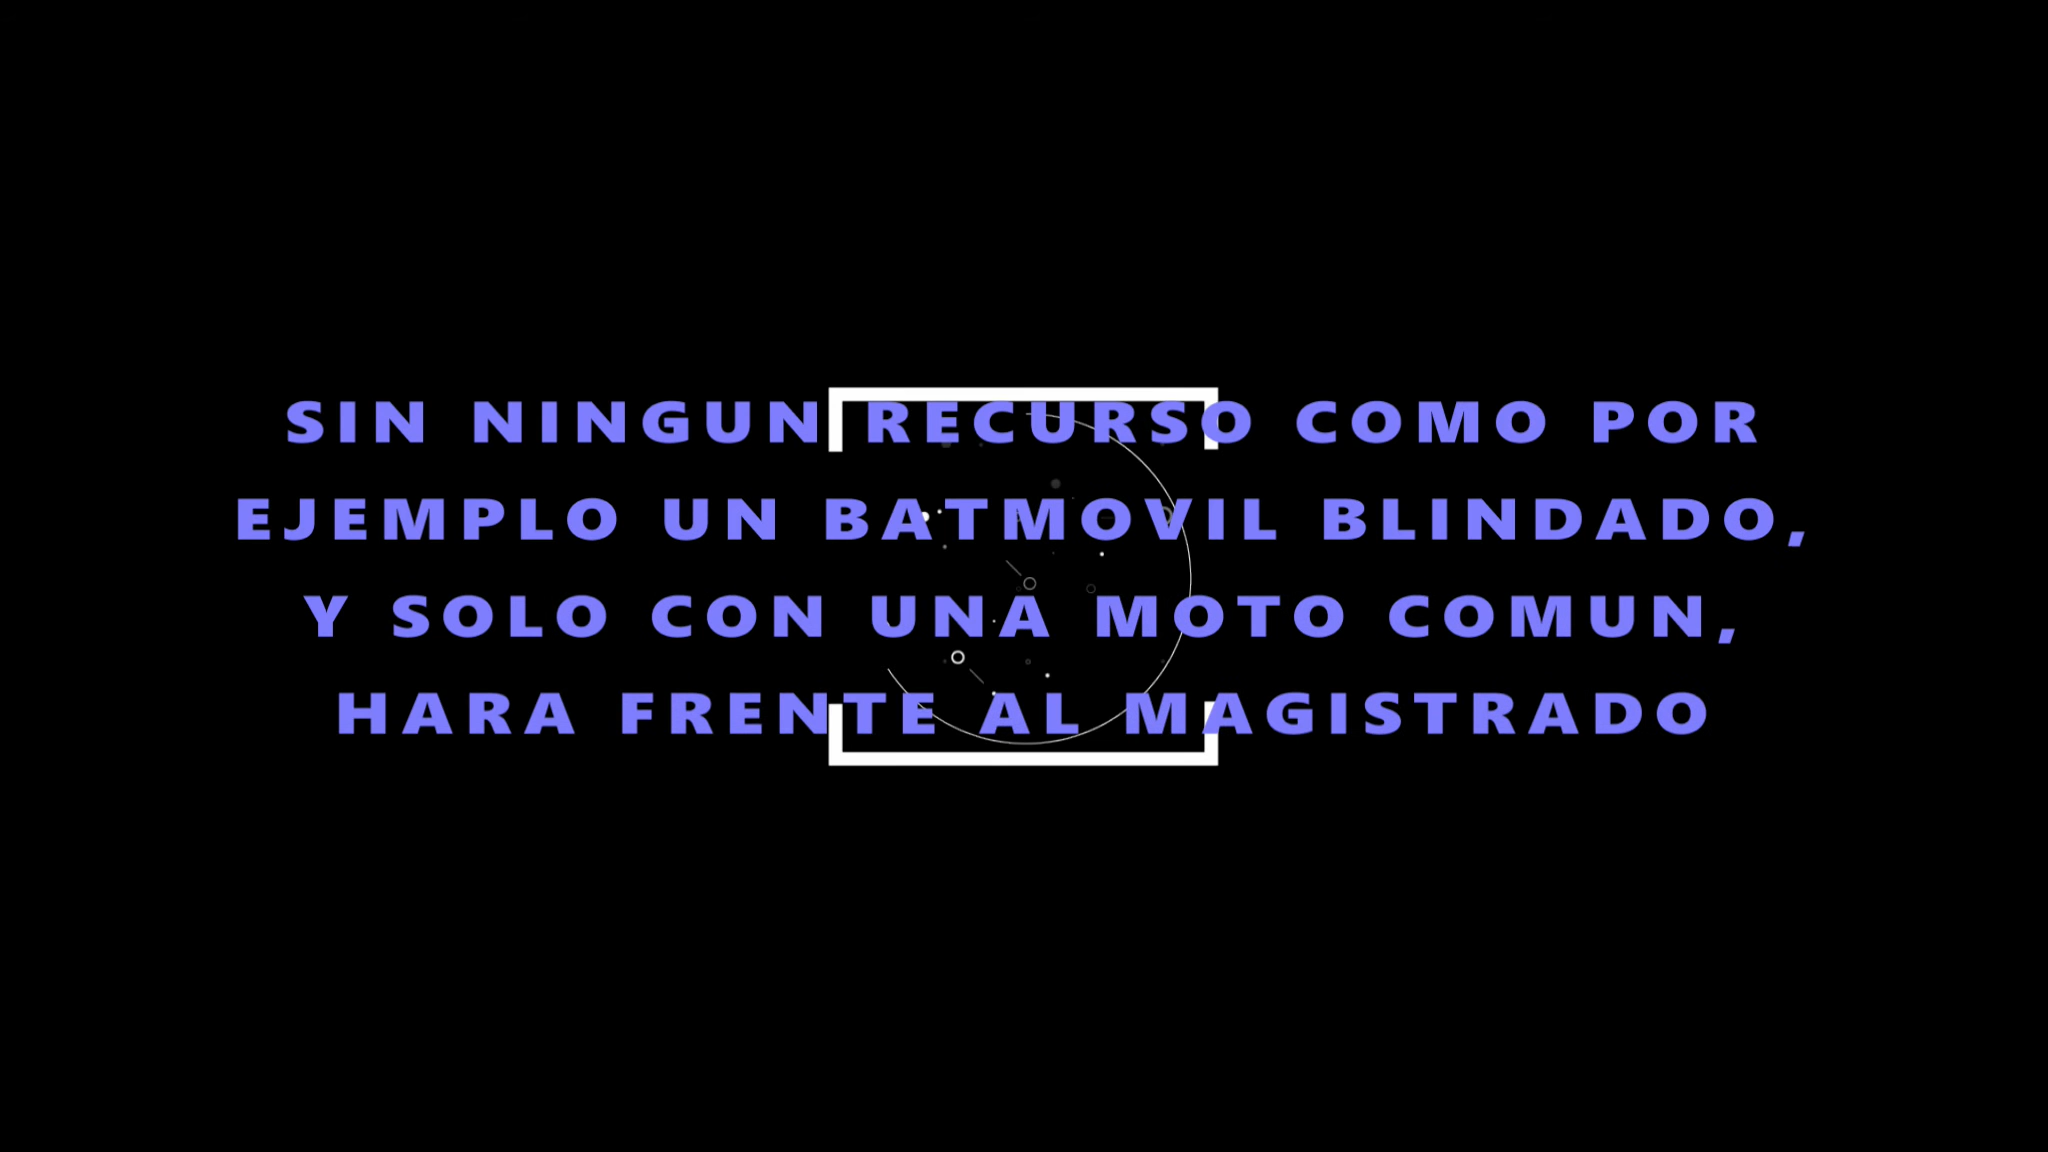 SIN NINGUN RECURSO COMO POR
EJEMPLO UN BATMOVIL BLINDADO,
Y SOLO CON UNA MOTO COMUN,
HARA FRENTE AL MAGISTRADO